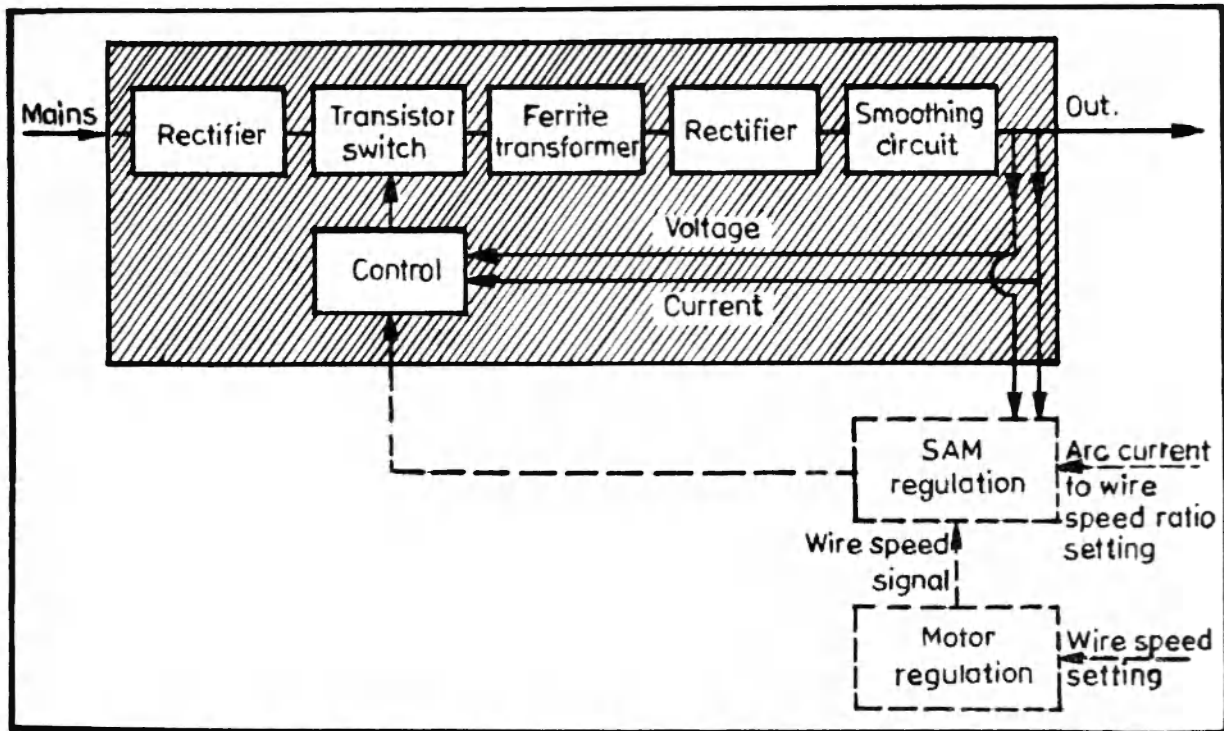 Mains
Rectifier
Transistor
switch
Ferrite
transformer
Rectifier
Smoothing
circuit
Out.
Voltage
Control
Current
SAM
regulation
Arc current
to wire
speed ratio
setting
Wire speed
signal
Motor
regulation
Wire speed
setting